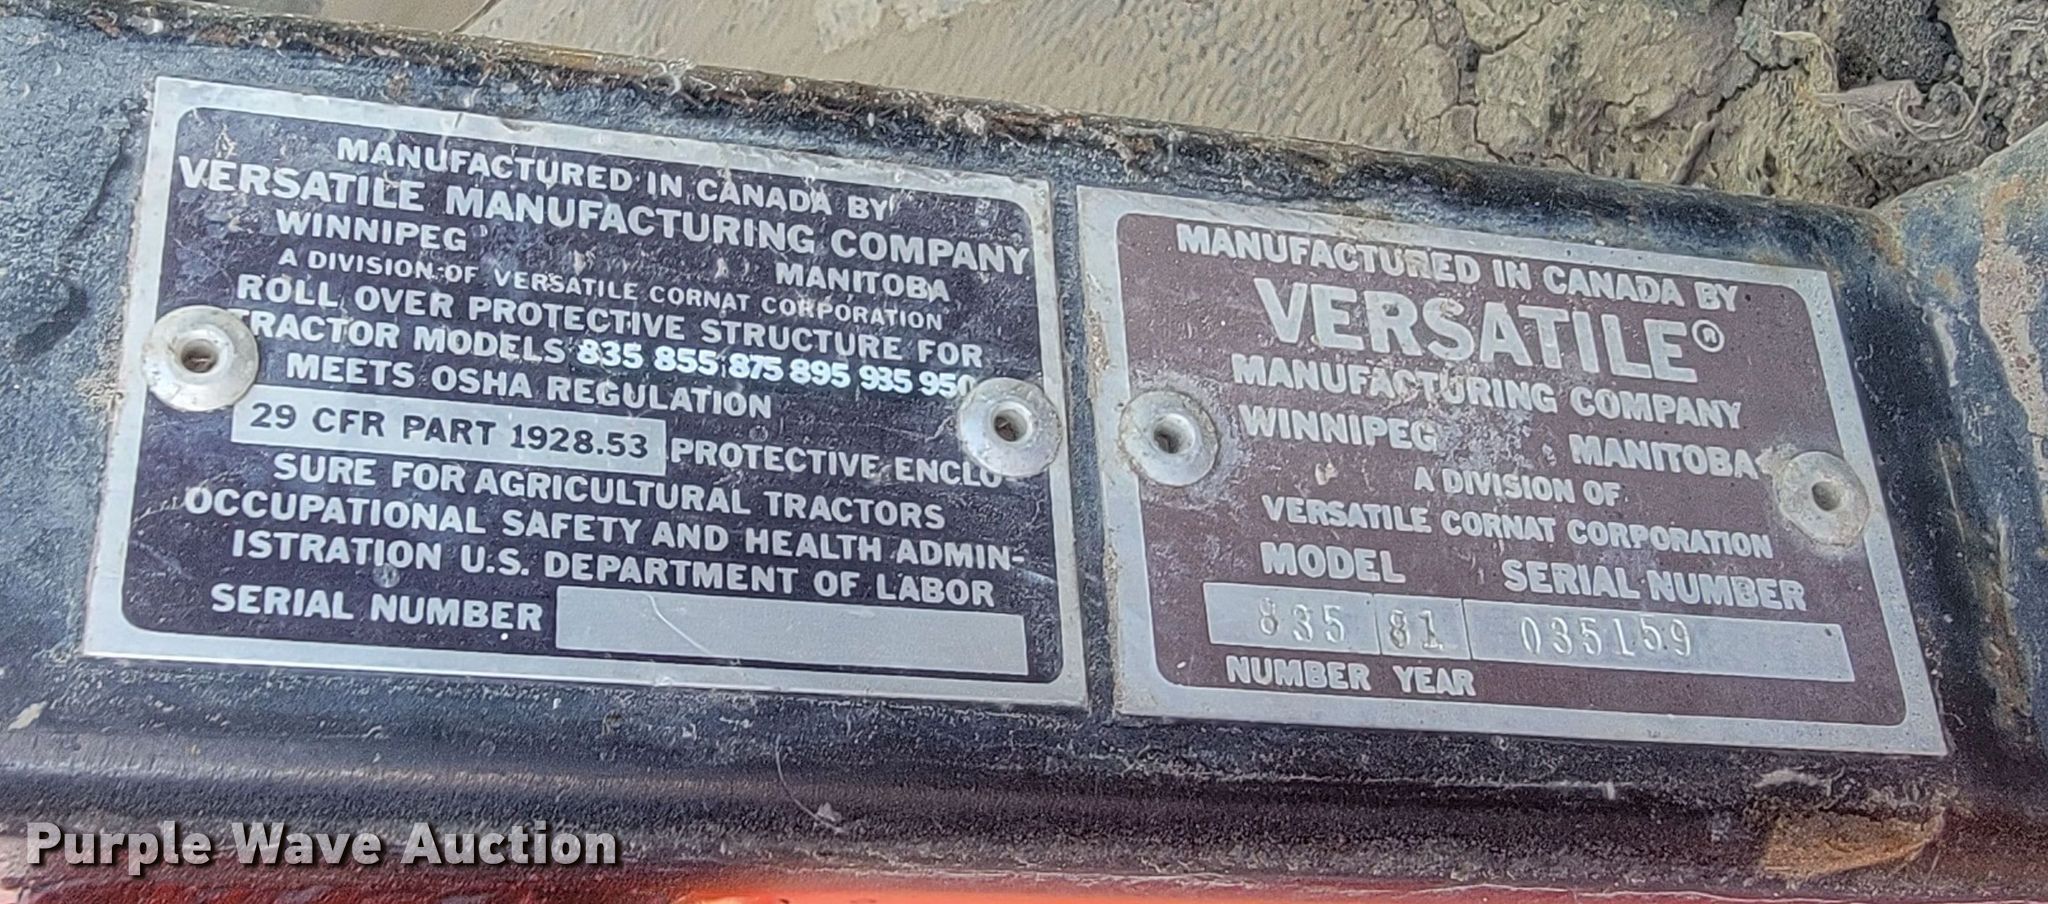 MANUFACTURED IN CANADA BY
VERSATILE MANUFACTURING COMPANY
WINNIPEG MANITOBA
A DIVISION OF VERSATILE CORNAT CORPORATION
ROLL OVER PROTECTIVE STRUCTURE FOR
TRACTOR MODELS 835 855 875 895 935 950
MEETS OSHA REGULATION
29 CFR PART 1928.53 PROTECTIVE ENCLO
SURE FOR AGRICULTURAL TRACTORS
OCCUPATIONAL SAFETY AND HEALTH ADMIN-
ISTRATION U.S. DEPARTMENT OF LABOR
SERIAL NUMBER
MANUFACTURED IN CANADA BY
VERSATILE®
MANUFACTURING COMPANY
WINNIPEG MANITOBA
A DIVISION OF
VERSATILE CORNAT CORPORATION
MODEL SERIAL NUMBER
835 81 035159
NUMBER YEAR
Purple Wave Auction